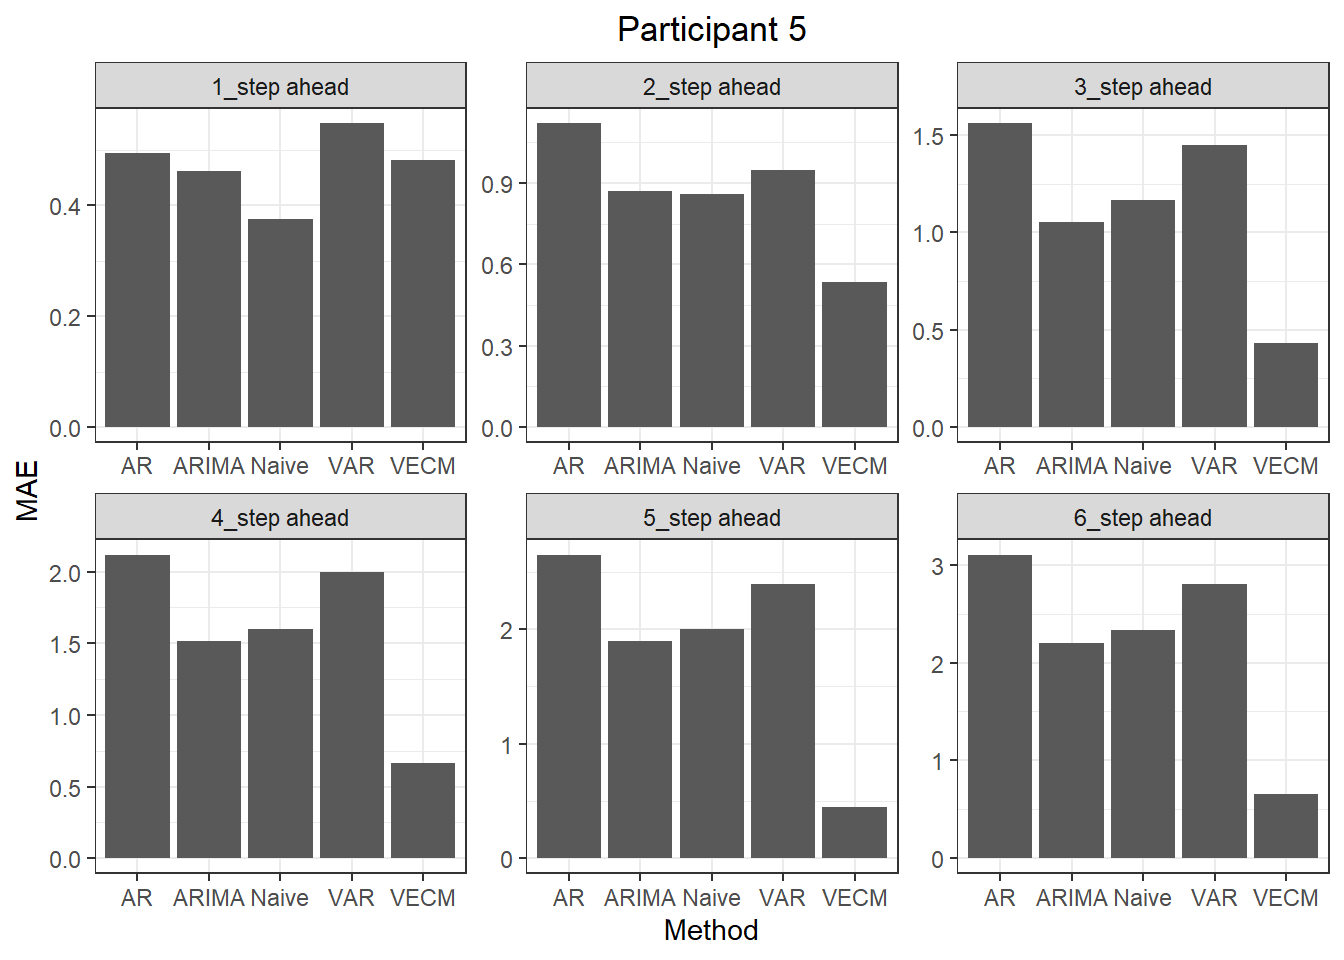 Participant 5
1_step ahead
2_step ahead
3_step ahead
0.4
0.2
0.0
0.9
0.6
0.3
0.0
1.5
1.0
0.5
0.0
AR ARIMA Naive VAR VECM
AR ARIMA Naive VAR VECM
AR ARIMA Naive VAR VECM
MAE
4_step ahead
5_step ahead
6_step ahead
2.0
1.5
1.0
0.5
0.0
2
1
0
3
2
1
0
AR ARIMA Naive VAR VECM
AR ARIMA Naive VAR VECM
AR ARIMA Naive VAR VECM
Method